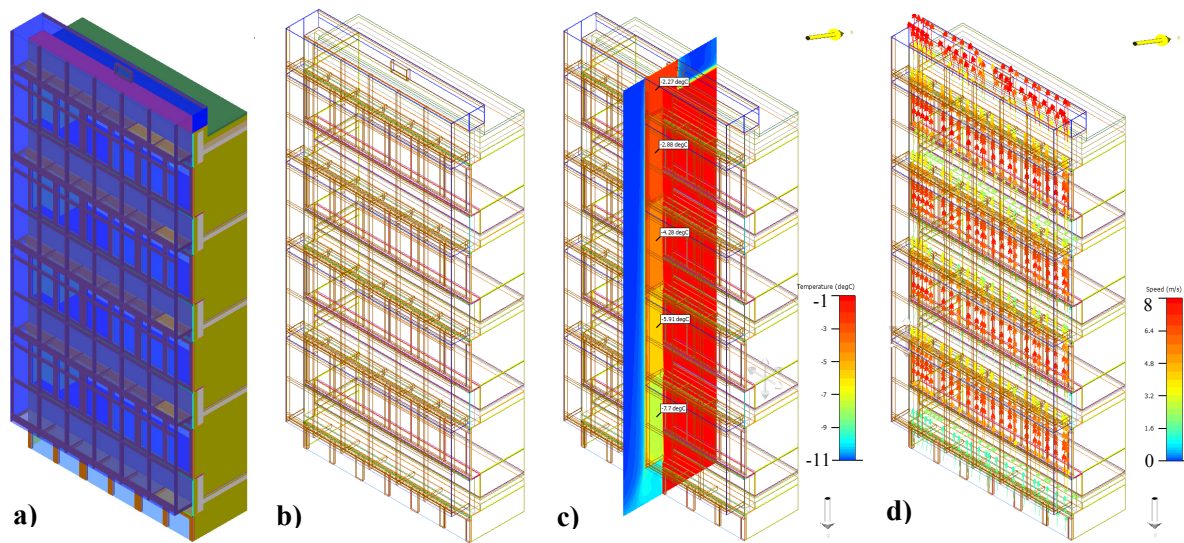 -2.27 degC
-2.88 degC
-4.28 degC
-5.91 degC
-7.7 degC
Temperature (degC)
-1
-3
-5
-7
-9
-11
Speed (m/s)
8
6.4
4.8
3.2
1.6
0
a)
b)
c)
d)